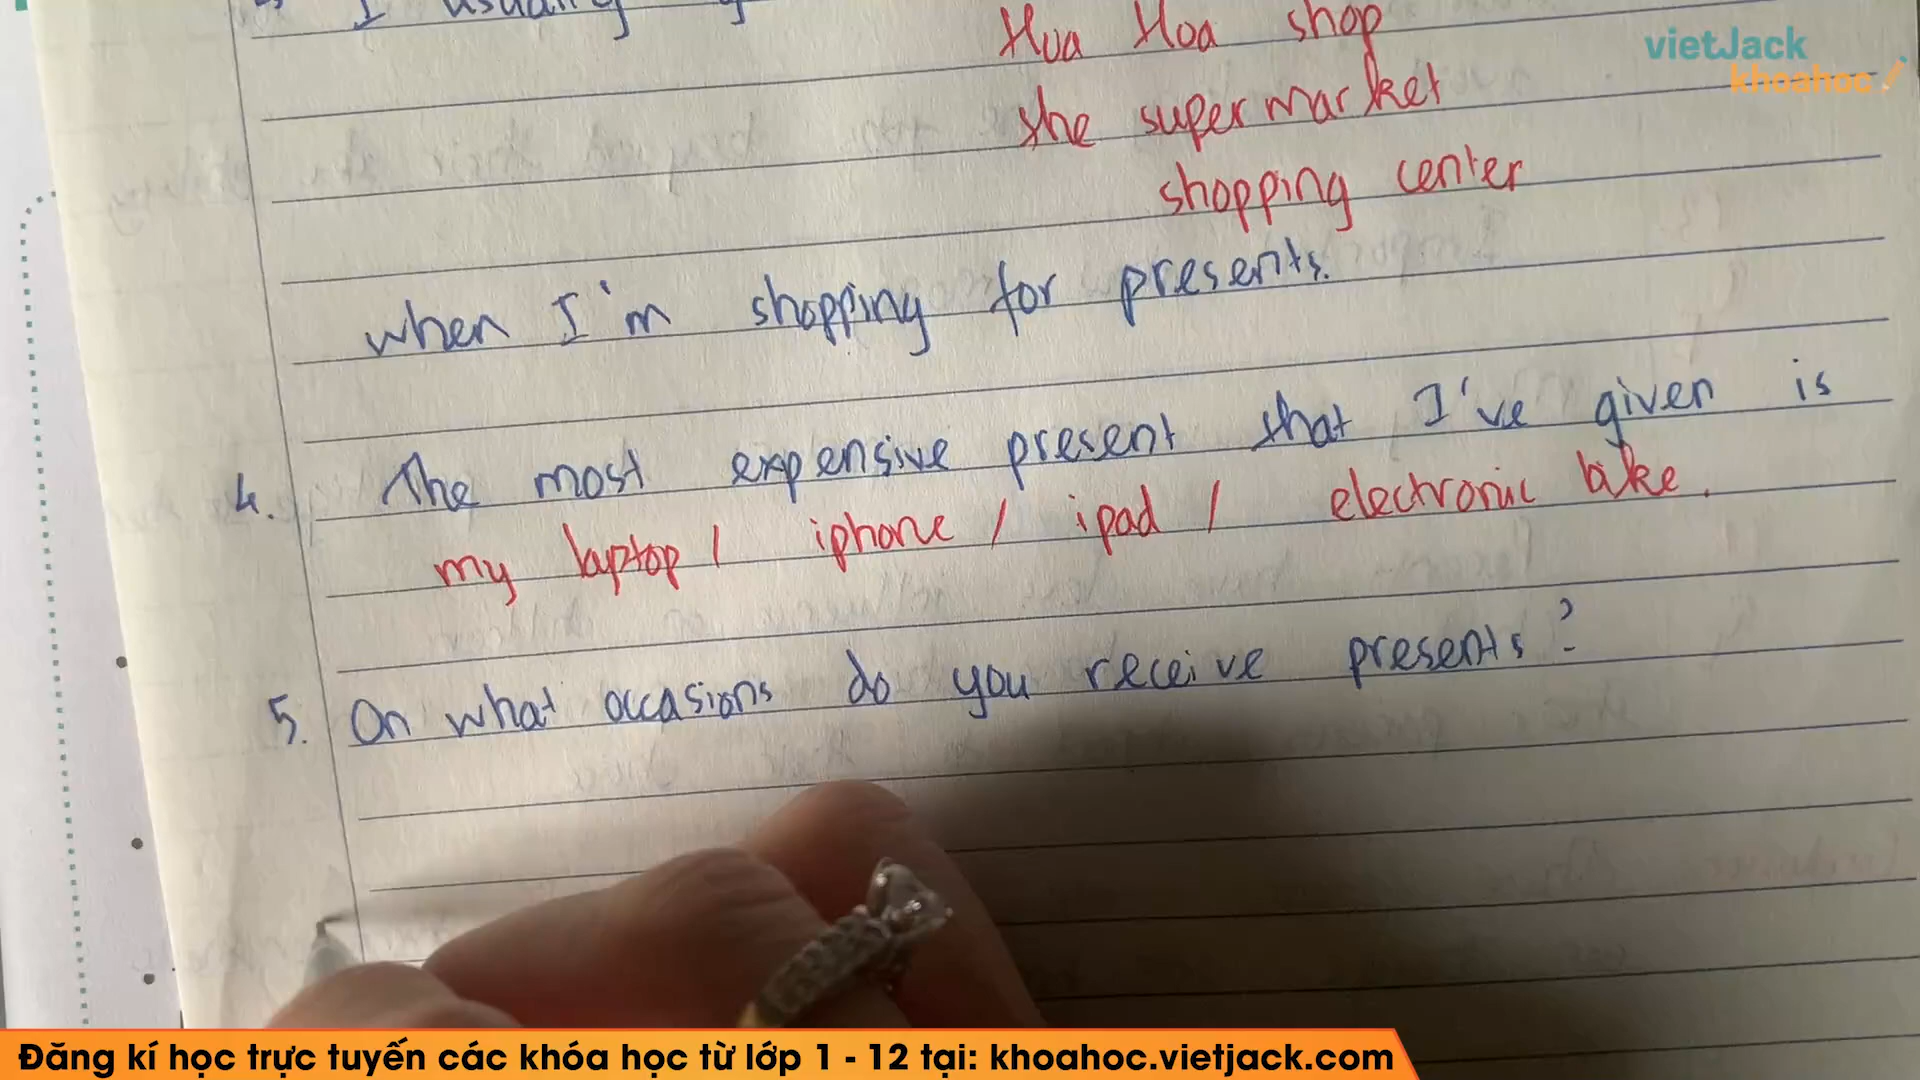 I usually
Hua Hoa shop
the supermarket
shopping center
when I'm shopping for presents.
4. The most expensive present that I've given is
my laptop / iphone / ipad / electronic bike.
5. On what occasions do you receive presents?
vietJack
khoahoc
Đăng kí học trực tuyến các khóa học từ lớp 1 - 12 tại: khoahoc.vietjack.com